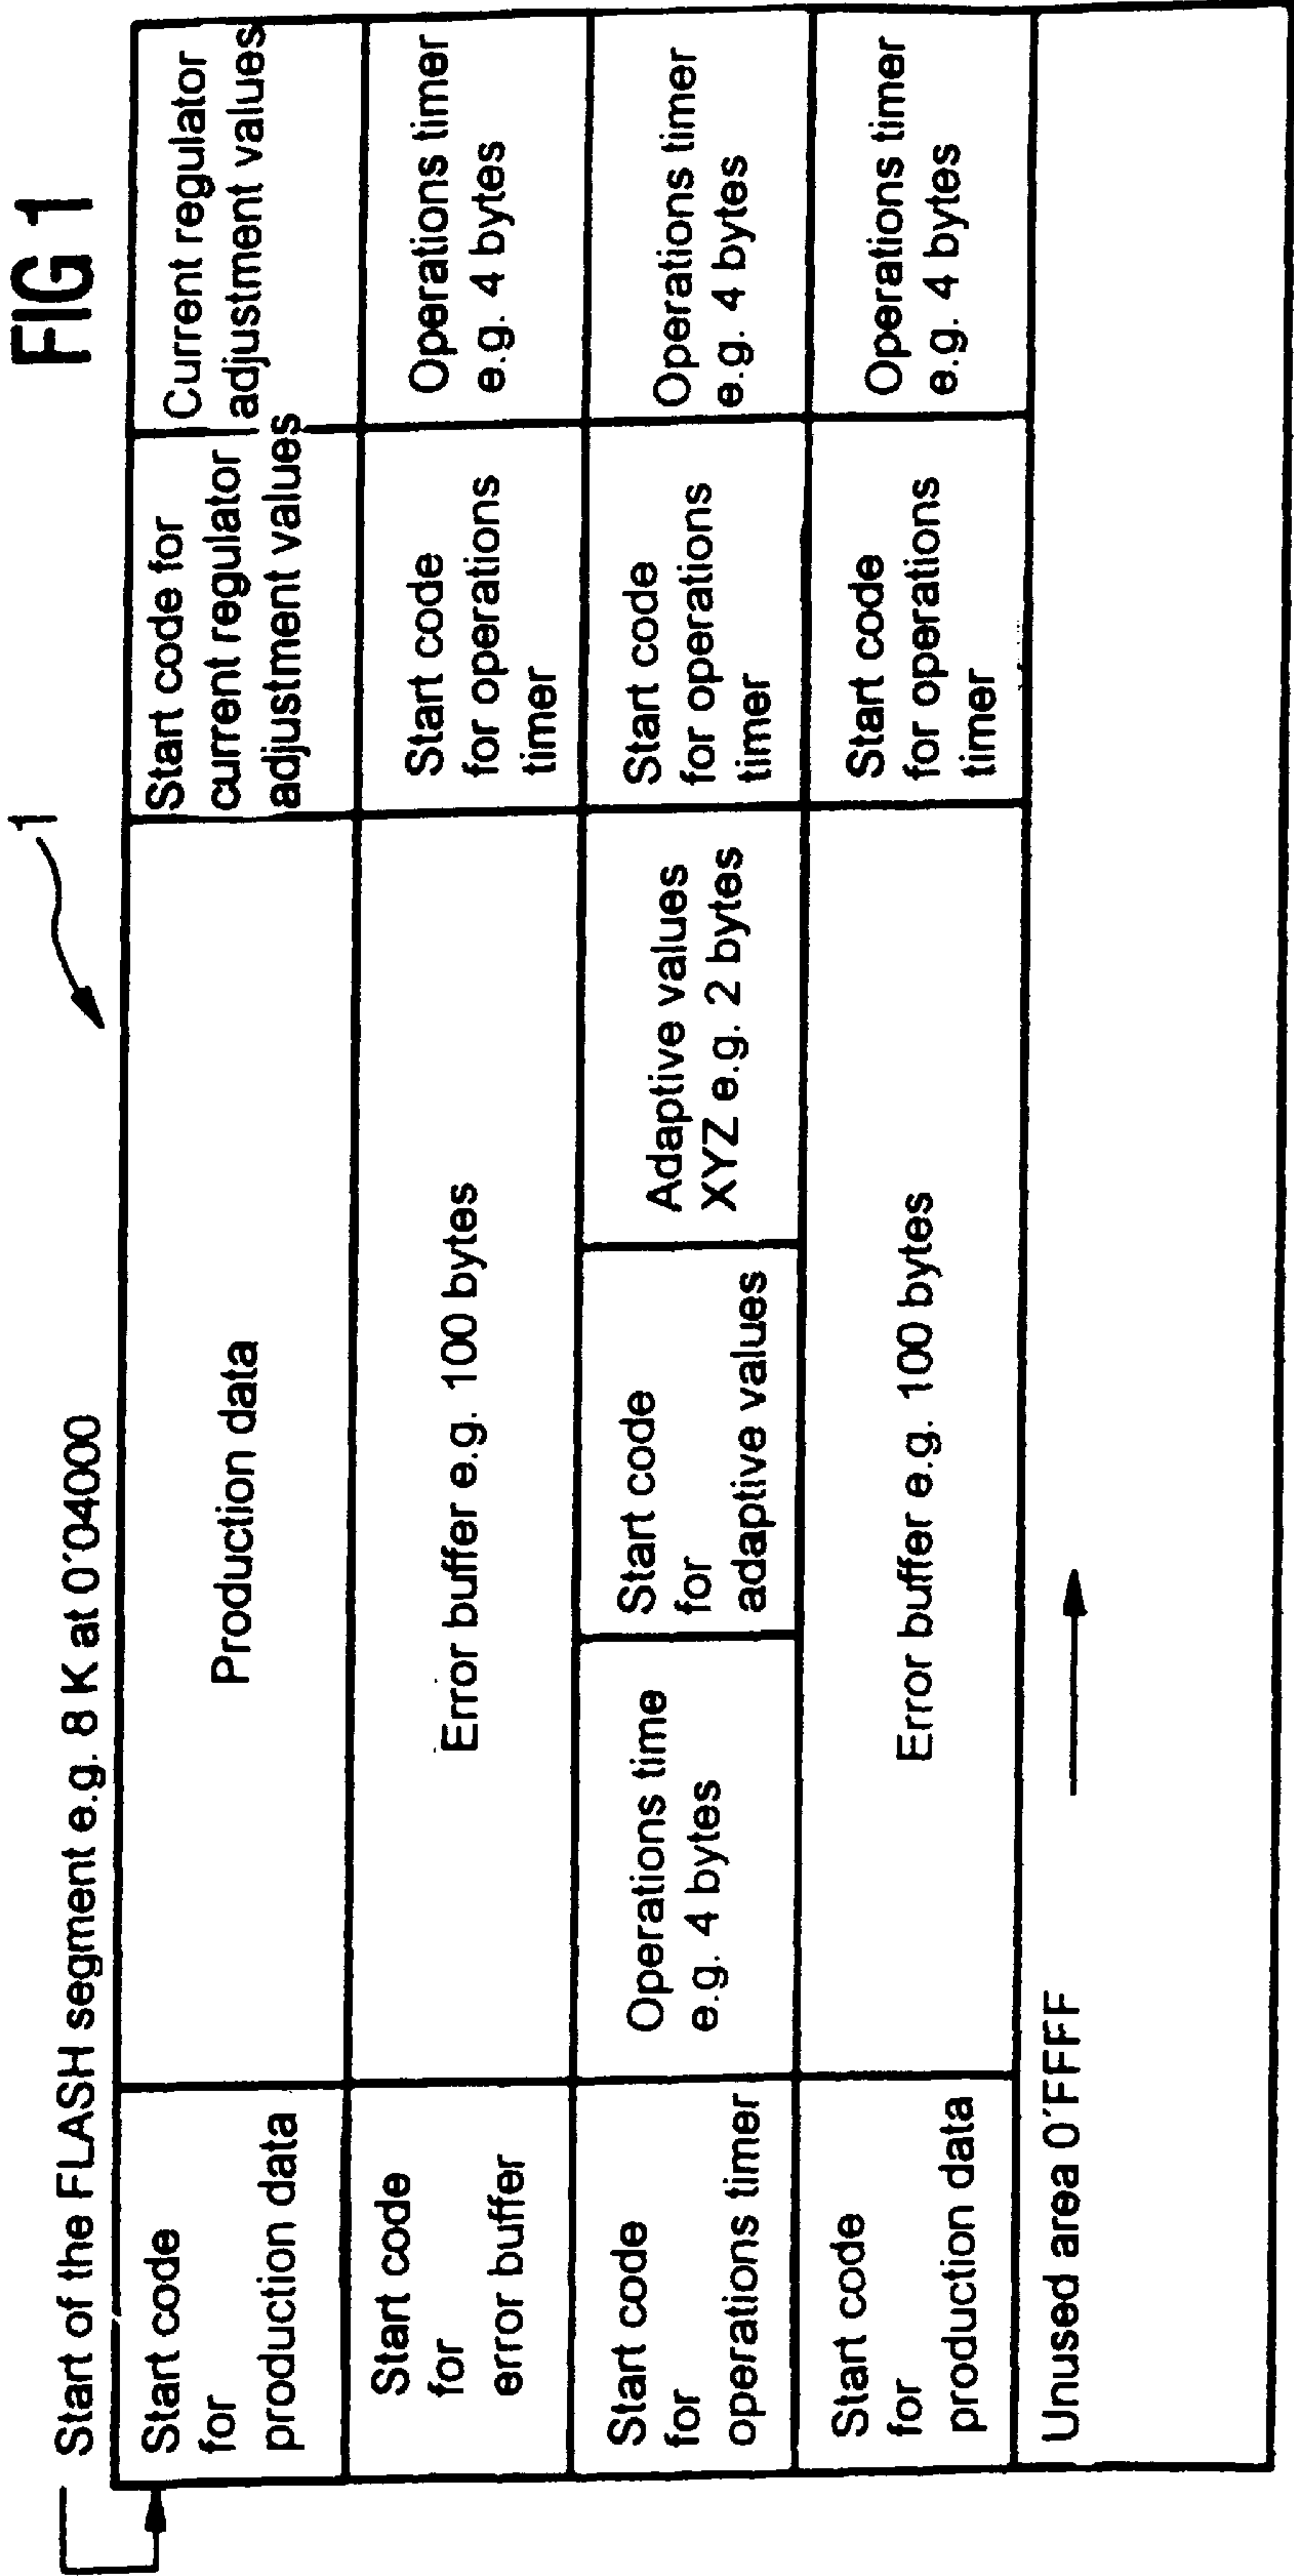 FIG 1
1
Start of the FLASH segment e.g. 8 K at 0'04000
Start code
for
production data
Production data
Start code for
current regulator
adjustment values
Current regulator
adjustment values
Start code
for
error buffer
Error buffer e.g. 100 bytes
Start code
for operations
timer
Operations timer
e.g. 4 bytes
Start code
for
operations timer
Operations time
e.g. 4 bytes
Start code
for
adaptive values
Adaptive values
XYZ e.g. 2 bytes
Start code
for operations
timer
Operations timer
e.g. 4 bytes
Start code
for
production data
Error buffer e.g. 100 bytes
Start code
for operations
timer
Operations timer
e.g. 4 bytes
Unused area 0'FFFF